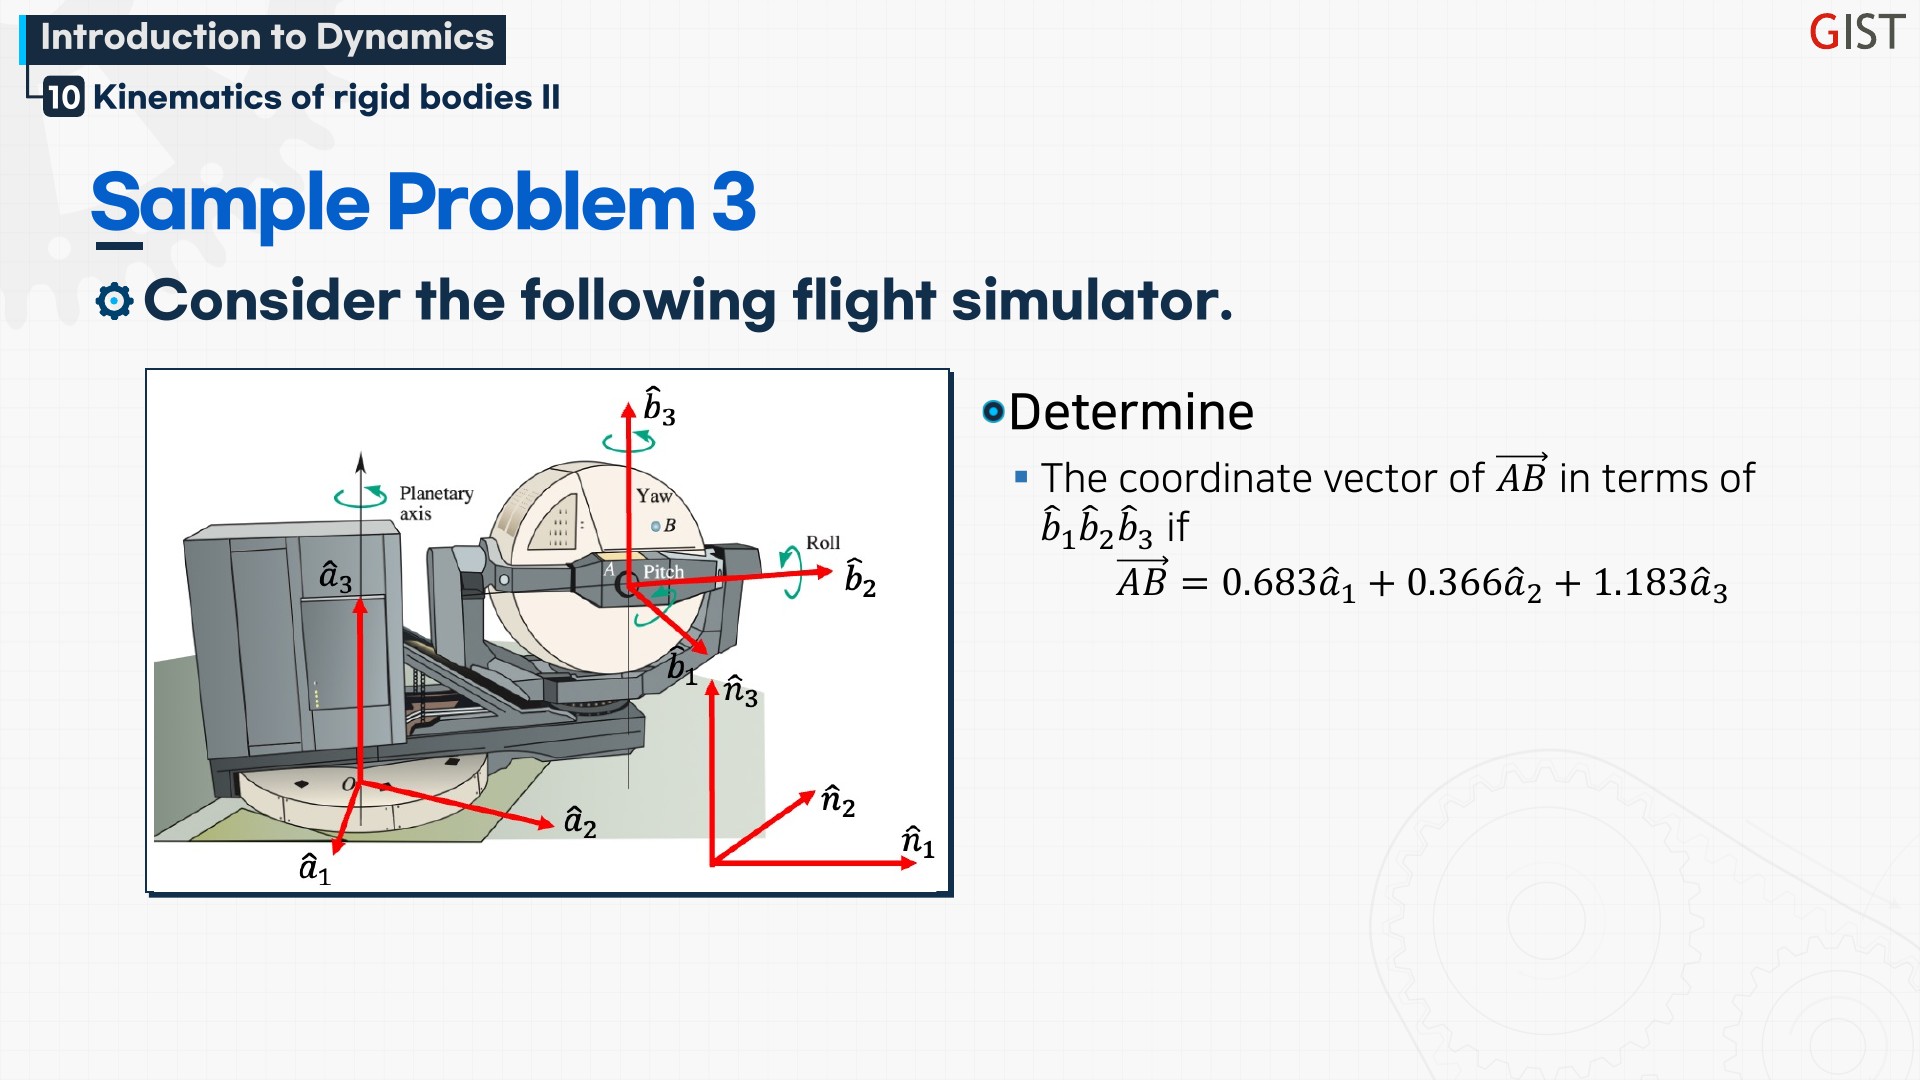 Introduction to Dynamics
GIST
10 Kinematics of rigid bodies II
Sample Problem 3
Consider the following flight simulator.
b̂₃
Planetary
axis
Yaw
B
Roll
â₃
A
Pitch
b̂₂
b̂₁
n̂₃
O
â₂
â₁
n̂₂
n̂₁
Determine
The coordinate vector of \overrightarrow{AB} in terms of
b̂₁b̂₂b̂₃ if
\overrightarrow{AB} = 0.683â₁ + 0.366â₂ + 1.183â₃